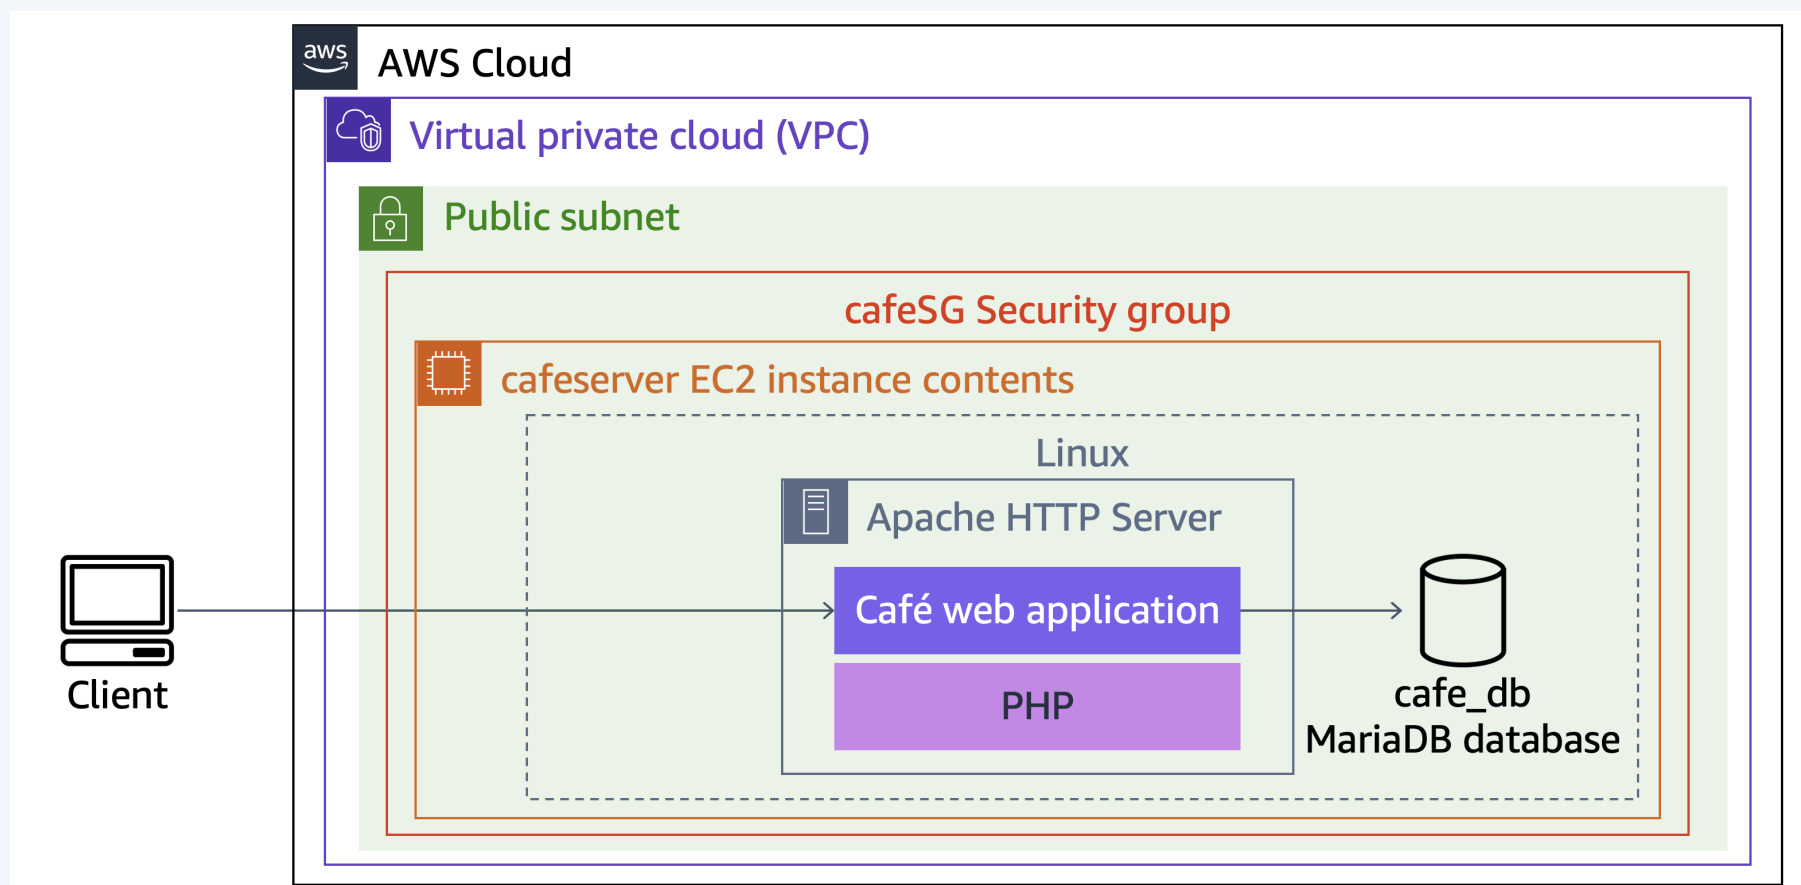 aws
AWS Cloud
Virtual private cloud (VPC)
Public subnet
cafeSG Security group
cafeserver EC2 instance contents
Linux
Apache HTTP Server
Café web application
PHP
Client
cafe_db
MariaDB database